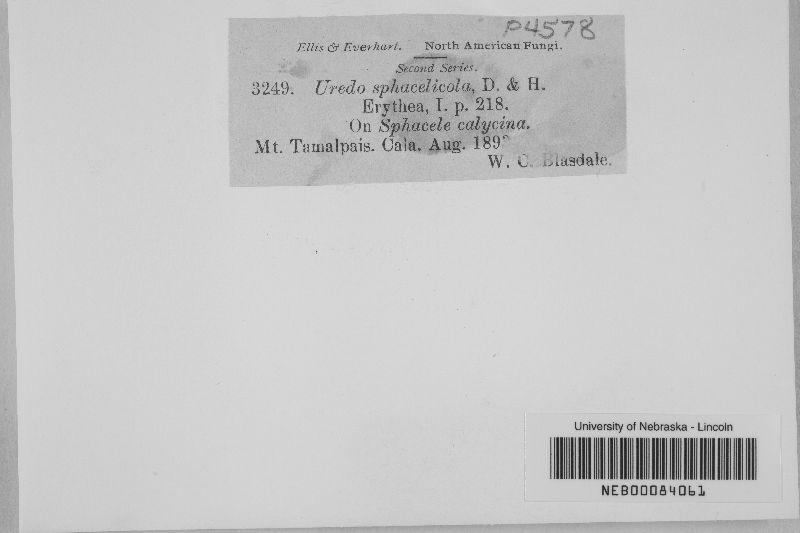 P4578
Ellis & Everhart. North American Fungi.
Second Series.
3249. Uredo sphacelicola, D. & H.
Erythea, I. p. 218.
On Sphacele calycina.
Mt. Tamalpais. Cala. Aug.
W. C. Blasdale.
University of Nebraska - Lincoln
NEB00084061